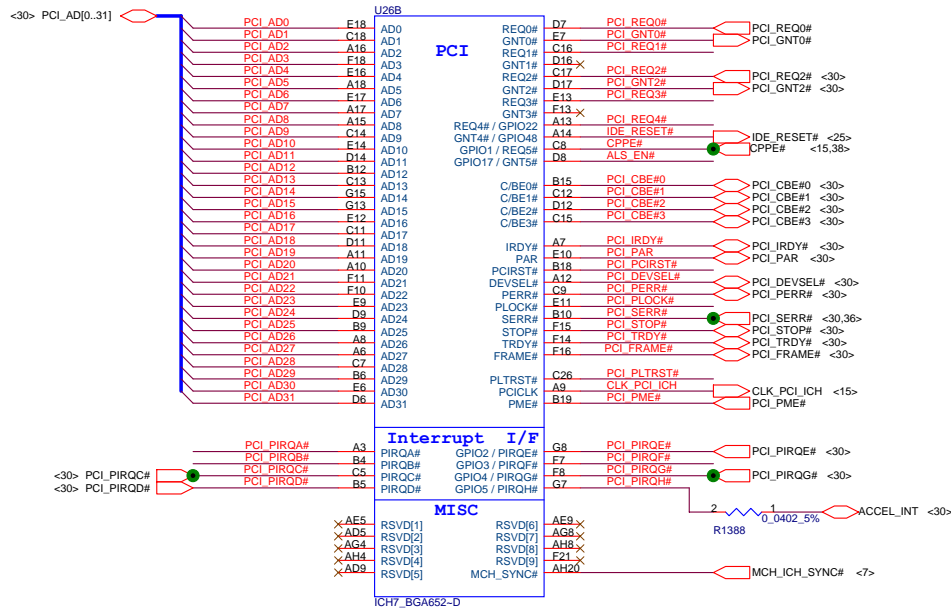 U26B
<30> PCI_AD[0..31]
PCI
PCI_AD0 E18 AD0 REQ0# D7 PCI_REQ0# PCI_REQ0#
PCI_AD1 C18 AD1 GNT0# E7 PCI_GNT0# PCI_GNT0#
PCI_AD2 A16 AD2 REQ1# C16 PCI_REQ1#
PCI_AD3 F18 AD3 GNT1# D16
PCI_AD4 E16 AD4 REQ2# C17 PCI_REQ2# PCI_REQ2# <30>
PCI_AD5 A18 AD5 GNT2# D17 PCI_GNT2# PCI_GNT2# <30>
PCI_AD6 E17 AD6 REQ3# E13 PCI_REQ3#
PCI_AD7 A17 AD7 GNT3# F13
PCI_AD8 A15 AD8 REQ4# / GPIO22 A13 PCI_REQ4#
PCI_AD9 C14 AD9 GNT4# / GPIO48 A14 IDE_RESET# IDE_RESET# <25>
PCI_AD10 E14 AD10 GPIO1 / REQ5# C8 CPPE# CPPE# <15,38>
PCI_AD11 D14 AD11 GPIO17 / GNT5# D8 ALS_EN#
PCI_AD12 B12 AD12
PCI_AD13 C13 AD13 C/BE0# B15 PCI_CBE#0 PCI_CBE#0 <30>
PCI_AD14 G15 AD14 C/BE1# C12 PCI_CBE#1 PCI_CBE#1 <30>
PCI_AD15 G13 AD15 C/BE2# D12 PCI_CBE#2 PCI_CBE#2 <30>
PCI_AD16 E12 AD16 C/BE3# C15 PCI_CBE#3 PCI_CBE#3 <30>
PCI_AD17 C11 AD17
PCI_AD18 D11 AD18 IRDY# A7 PCI_IRDY# PCI_IRDY# <30>
PCI_AD19 A11 AD19 PAR E10 PCI_PAR PCI_PAR <30>
PCI_AD20 A10 AD20 PCIRST# B18 PCI_PCIRST#
PCI_AD21 F11 AD21 DEVSEL# A12 PCI_DEVSEL# PCI_DEVSEL# <30>
PCI_AD22 F10 AD22 PERR# C9 PCI_PERR# PCI_PERR# <30>
PCI_AD23 E9 AD23 PLOCK# E11 PCI_PLOCK#
PCI_AD24 D9 AD24 SERR# B10 PCI_SERR# PCI_SERR# <30,36>
PCI_AD25 B9 AD25 STOP# F15 PCI_STOP# PCI_STOP# <30>
PCI_AD26 A8 AD26 TRDY# F14 PCI_TRDY# PCI_TRDY# <30>
PCI_AD27 A6 AD27 FRAME# F16 PCI_FRAME# PCI_FRAME# <30>
PCI_AD28 C7 AD28
PCI_AD29 B6 AD29 PLTRST# C26 PCI_PLTRST#
PCI_AD30 E6 AD30 PCICLK A9 CLK_PCI_ICH CLK_PCI_ICH <15>
PCI_AD31 D6 AD31 PME# B19 PCI_PME# PCI_PME#
Interrupt I/F
PCI_PIRQA# A3 PIRQA# GPIO2 / PIRQE# G8 PCI_PIRQE# PCI_PIRQE# <30>
PCI_PIRQB# B4 PIRQB# GPIO3 / PIRQF# F7 PCI_PIRQF#
<30> PCI_PIRQC# PCI_PIRQC# C5 PIRQC# GPIO4 / PIRQG# F8 PCI_PIRQG# PCI_PIRQG# <30>
<30> PCI_PIRQD# PCI_PIRQD# B5 PIRQD# GPIO5 / PIRQH# G7 PCI_PIRQH#
MISC
2 1 ACCEL_INT <30>
R1388 0_0402_5%
AE5 RSVD[1] RSVD[6] AE9
AD5 RSVD[2] RSVD[7] AG8
AG4 RSVD[3] RSVD[8] AH8
AH4 RSVD[4] RSVD[9] F21
AD9 RSVD[5] MCH_SYNC# AH20 MCH_ICH_SYNC# <7>
ICH7_BGA652~D